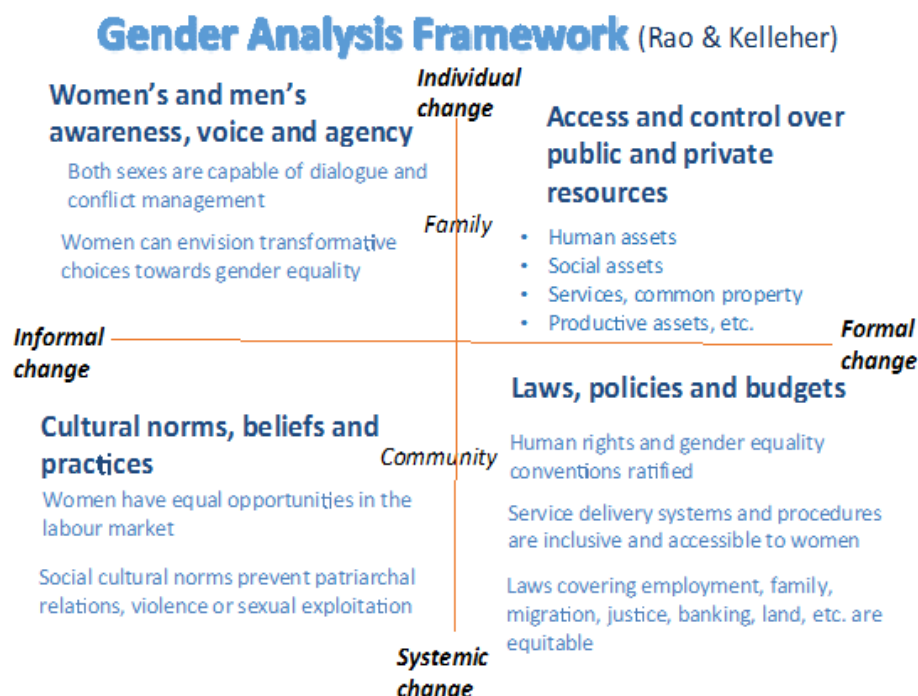 Gender Analysis Framework (Rao & Kelleher)
Individual
change
Women's and men's
awareness, voice and agency
Both sexes are capable of dialogue and
conflict management
Women can envision transformative
choices towards gender equality
Family
Access and control over
public and private
resources
• Human assets
• Social assets
• Services, common property
• Productive assets, etc.
Informal
change
Formal
change
Cultural norms, beliefs and
practices
Women have equal opportunities in the
labour market
Social cultural norms prevent patriarchal
relations, violence or sexual exploitation
Community
Laws, policies and budgets
Human rights and gender equality
conventions ratified
Service delivery systems and procedures
are inclusive and accessible to women
Laws covering employment, family,
migration, justice, banking, land, etc. are
equitable
Systemic
change